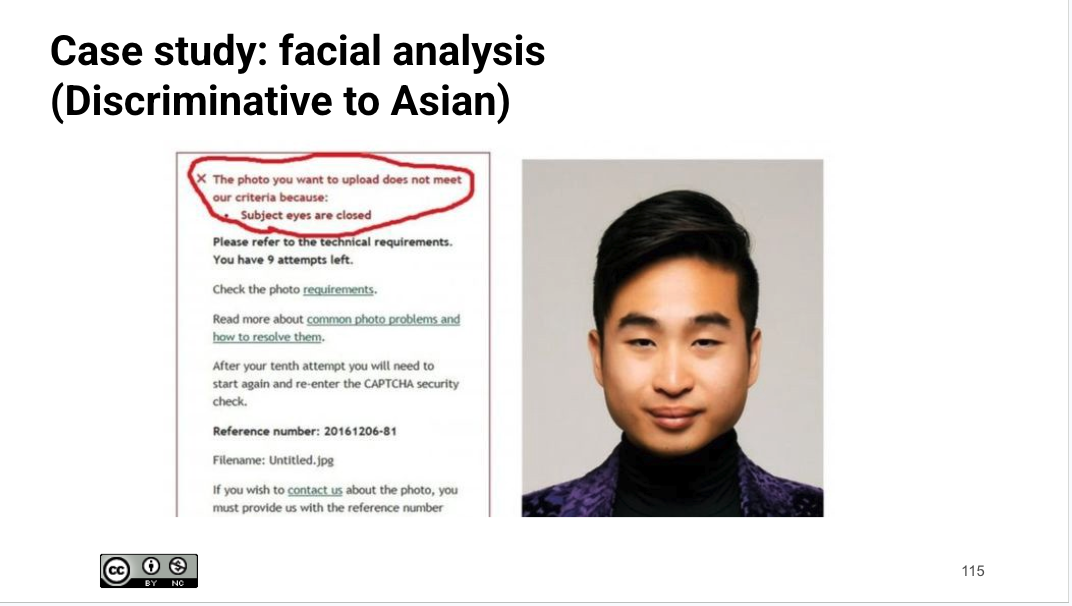 Case study: facial analysis
(Discriminative to Asian)
X The photo you want to upload does not meet
our criteria because:
• Subject eyes are closed
Please refer to the technical requirements.
You have 9 attempts left.
Check the photo requirements.
Read more about common photo problems and
how to resolve them.
After your tenth attempt you will need to
start again and re-enter the CAPTCHA security
check.
Reference number: 20161206-81
Filename: Untitled.jpg
If you wish to contact us about the photo, you
must provide us with the reference number
cc BY NC
115